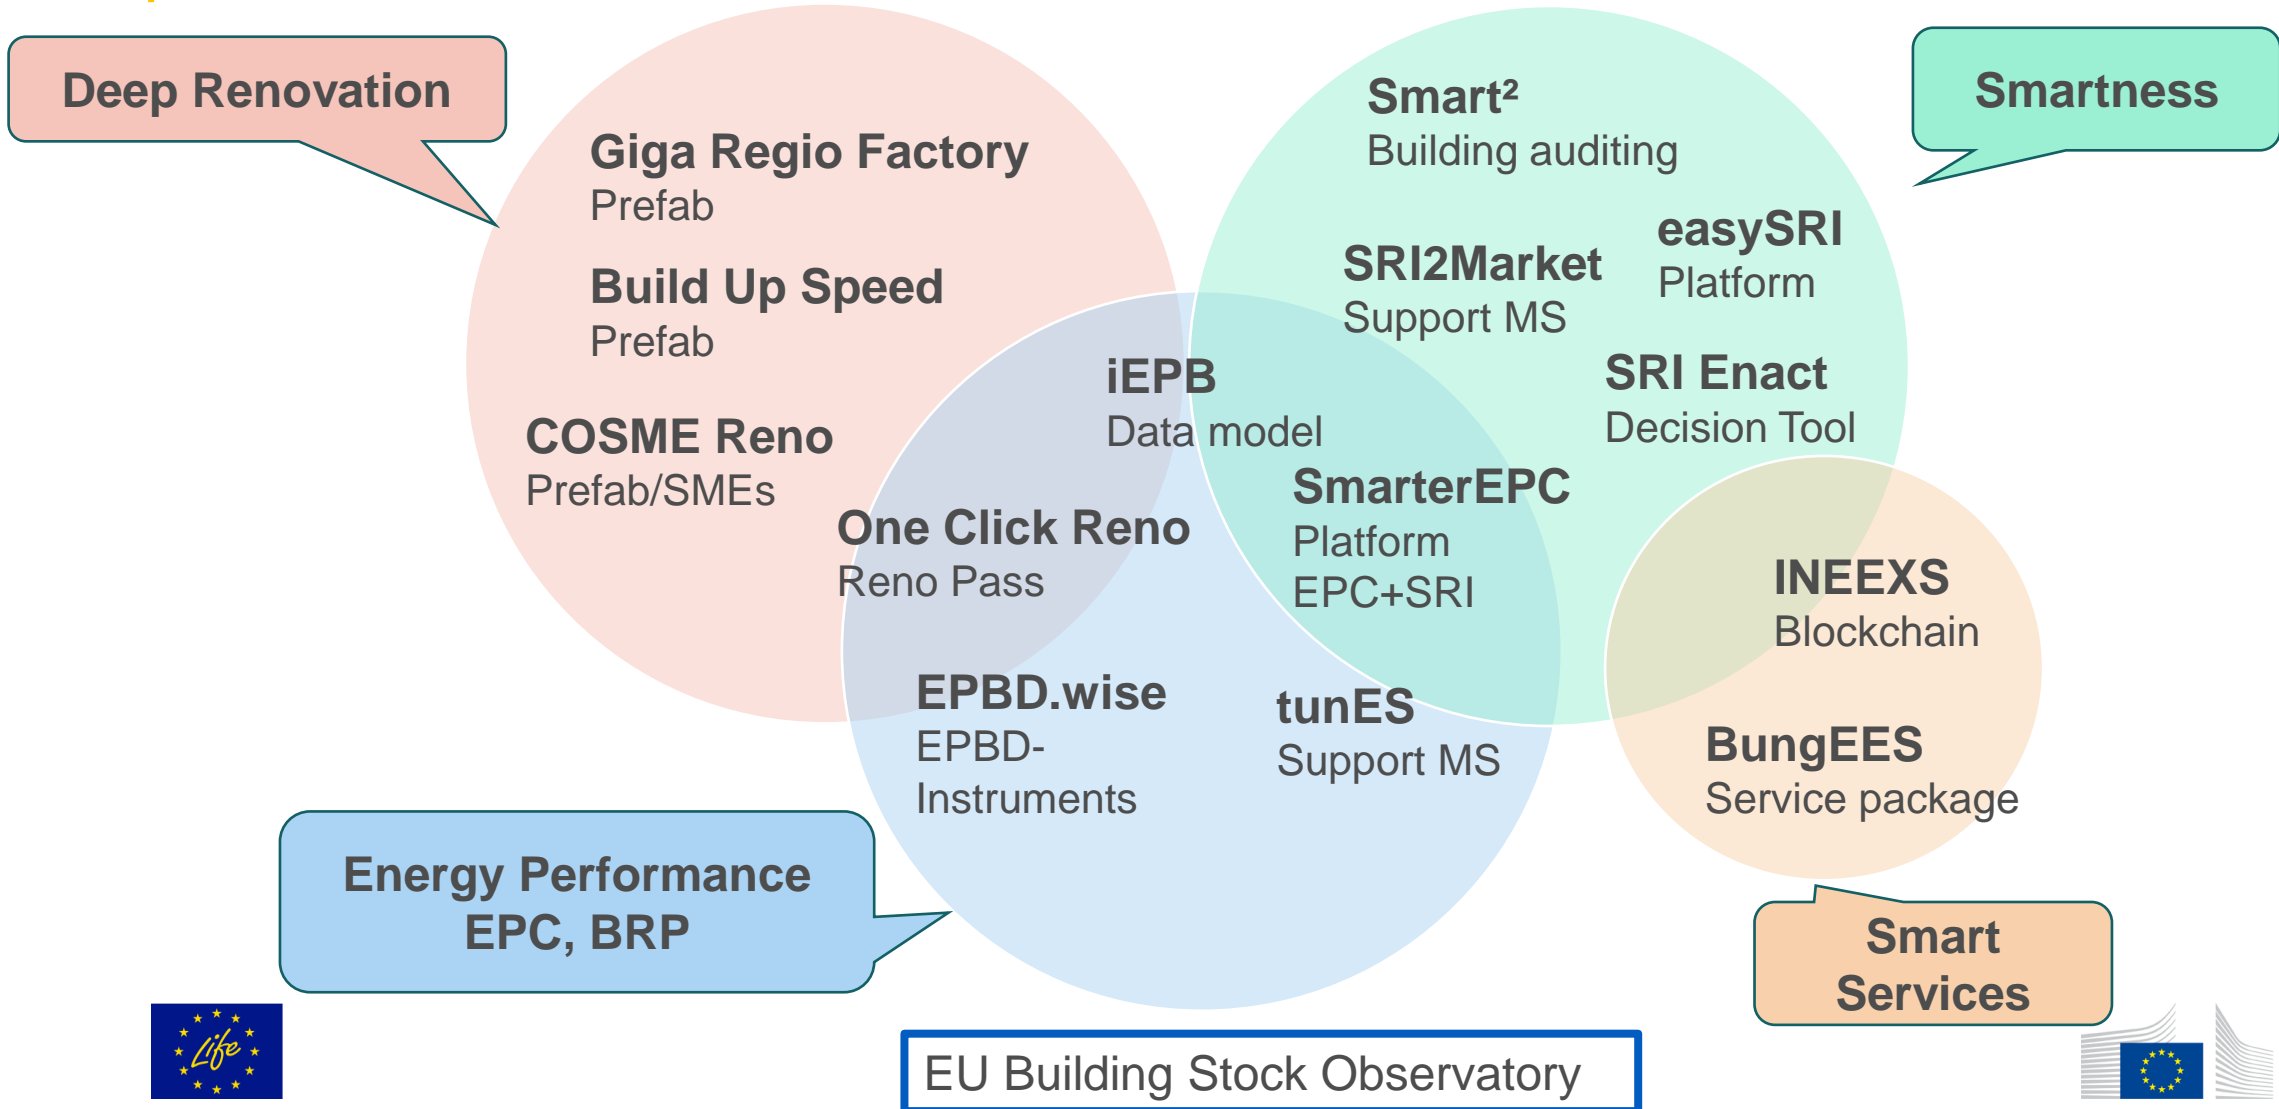 Deep Renovation
Smartness
Giga Regio Factory
Prefab
Build Up Speed
Prefab
COSME Reno
Prefab/SMEs
Smart²
Building auditing
easySRI
Platform
SRI2Market
Support MS
SRI Enact
Decision Tool
iEPB
Data model
SmarterEPC
Platform
EPC+SRI
One Click Reno
Reno Pass
EPBD.wise
EPBD-
Instruments
tunES
Support MS
INEEXS
Blockchain
BungEES
Service package
Energy Performance
EPC, BRP
Smart
Services
Life
EU Building Stock Observatory